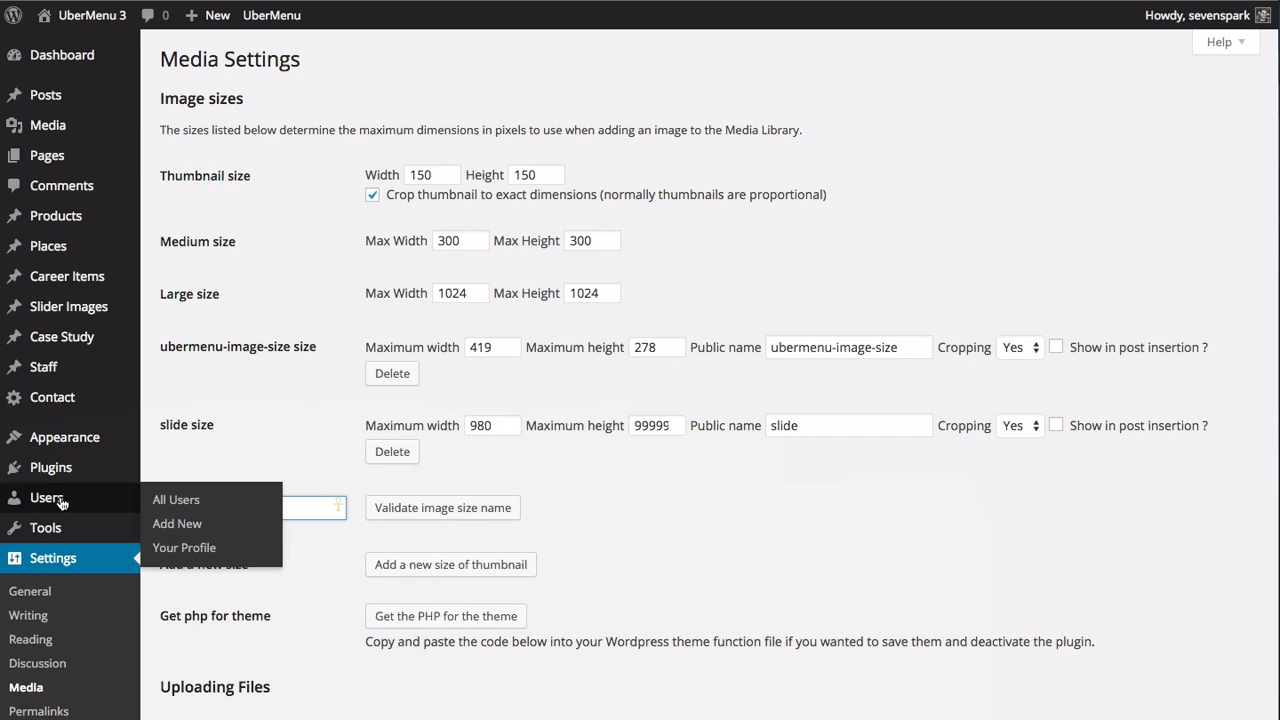 UberMenu 3 0 New UberMenu Howdy, sevenspark
Help
Dashboard
Posts
Media
Pages
Comments
Products
Places
Career Items
Slider Images
Case Study
Staff
Contact
Appearance
Plugins
Users
Tools
Settings
General
Writing
Reading
Discussion
Media
Permalinks
All Users
Add New
Your Profile
Media Settings
Image sizes
The sizes listed below determine the maximum dimensions in pixels to use when adding an image to the Media Library.
Thumbnail size Width 150 Height 150
Crop thumbnail to exact dimensions (normally thumbnails are proportional)
Medium size Max Width 300 Max Height 300
Large size Max Width 1024 Max Height 1024
ubermenu-image-size size Maximum width 419 Maximum height 278 Public name ubermenu-image-size Cropping Yes Show in post insertion ?
Delete
slide size Maximum width 980 Maximum height 99999 Public name slide Cropping Yes Show in post insertion ?
Delete
Validate image size name
Add a new size Add a new size of thumbnail
Get php for theme Get the PHP for the theme
Copy and paste the code below into your Wordpress theme function file if you wanted to save them and deactivate the plugin.
Uploading Files